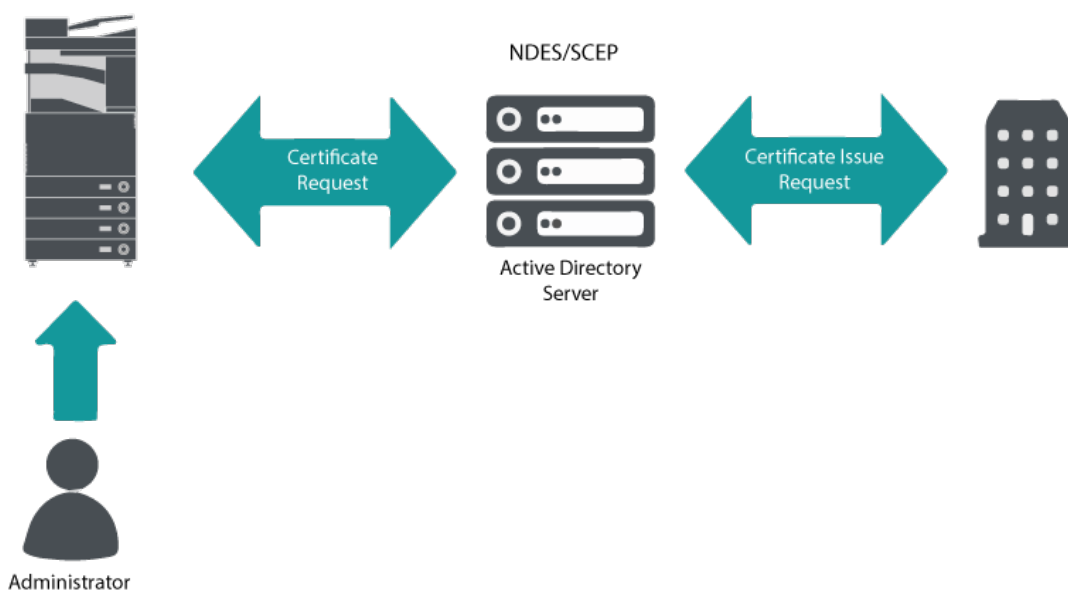 NDES/SCEP
Certificate
Request
Certificate Issue
Request
Active Directory
Server
Administrator